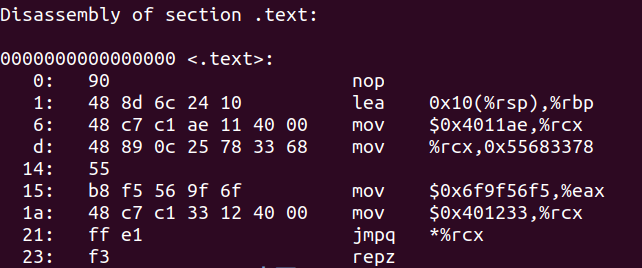 Disassembly of section .text:
0000000000000000 <.text>:
0: 90 nop
1: 48 8d 6c 24 10 lea 0x10(%rsp),%rbp
6: 48 c7 c1 ae 11 40 00 mov $0x4011ae,%rcx
d: 48 89 0c 25 78 33 68 mov %rcx,0x55683378
14: 55
15: b8 f5 56 9f 6f mov $0x6f9f56f5,%eax
1a: 48 c7 c1 33 12 40 00 mov $0x401233,%rcx
21: ff e1 jmpq *%rcx
23: f3 repz